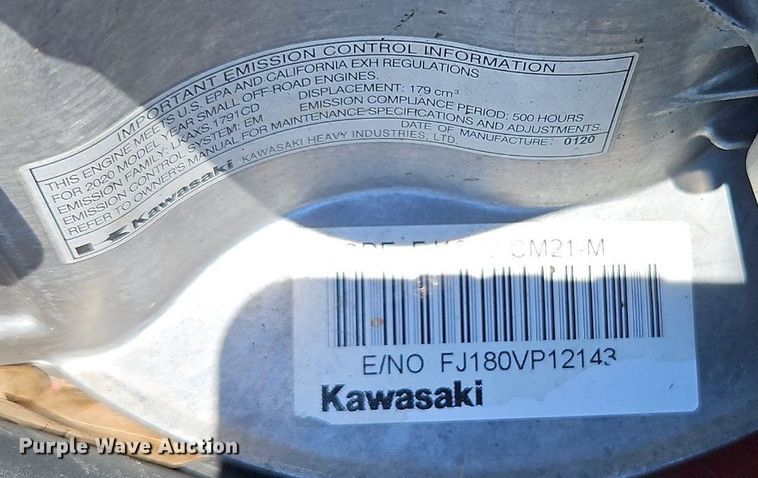 IMPORTANT EMISSION CONTROL INFORMATION
THIS ENGINE MEETS U.S. EPA AND CALIFORNIA EXH REGULATIONS
FOR 2020 MODEL YEAR SMALL OFF-ROAD ENGINES.
EMISSION FAMILY: LKAXS.1791CD DISPLACEMENT: 179 cm³
EMISSION CONTROL SYSTEM: EM EMISSION COMPLIANCE PERIOD: 500 HOURS
REFER TO OWNER'S MANUAL FOR MAINTENANCE SPECIFICATIONS AND ADJUSTMENTS.
Kawasaki KAWASAKI HEAVY INDUSTRIES, LTD. DATE OF MANUFACTURE: 0120
CM21-M
E/NO FJ180VP12143
Kawasaki
Purple Wave Auction